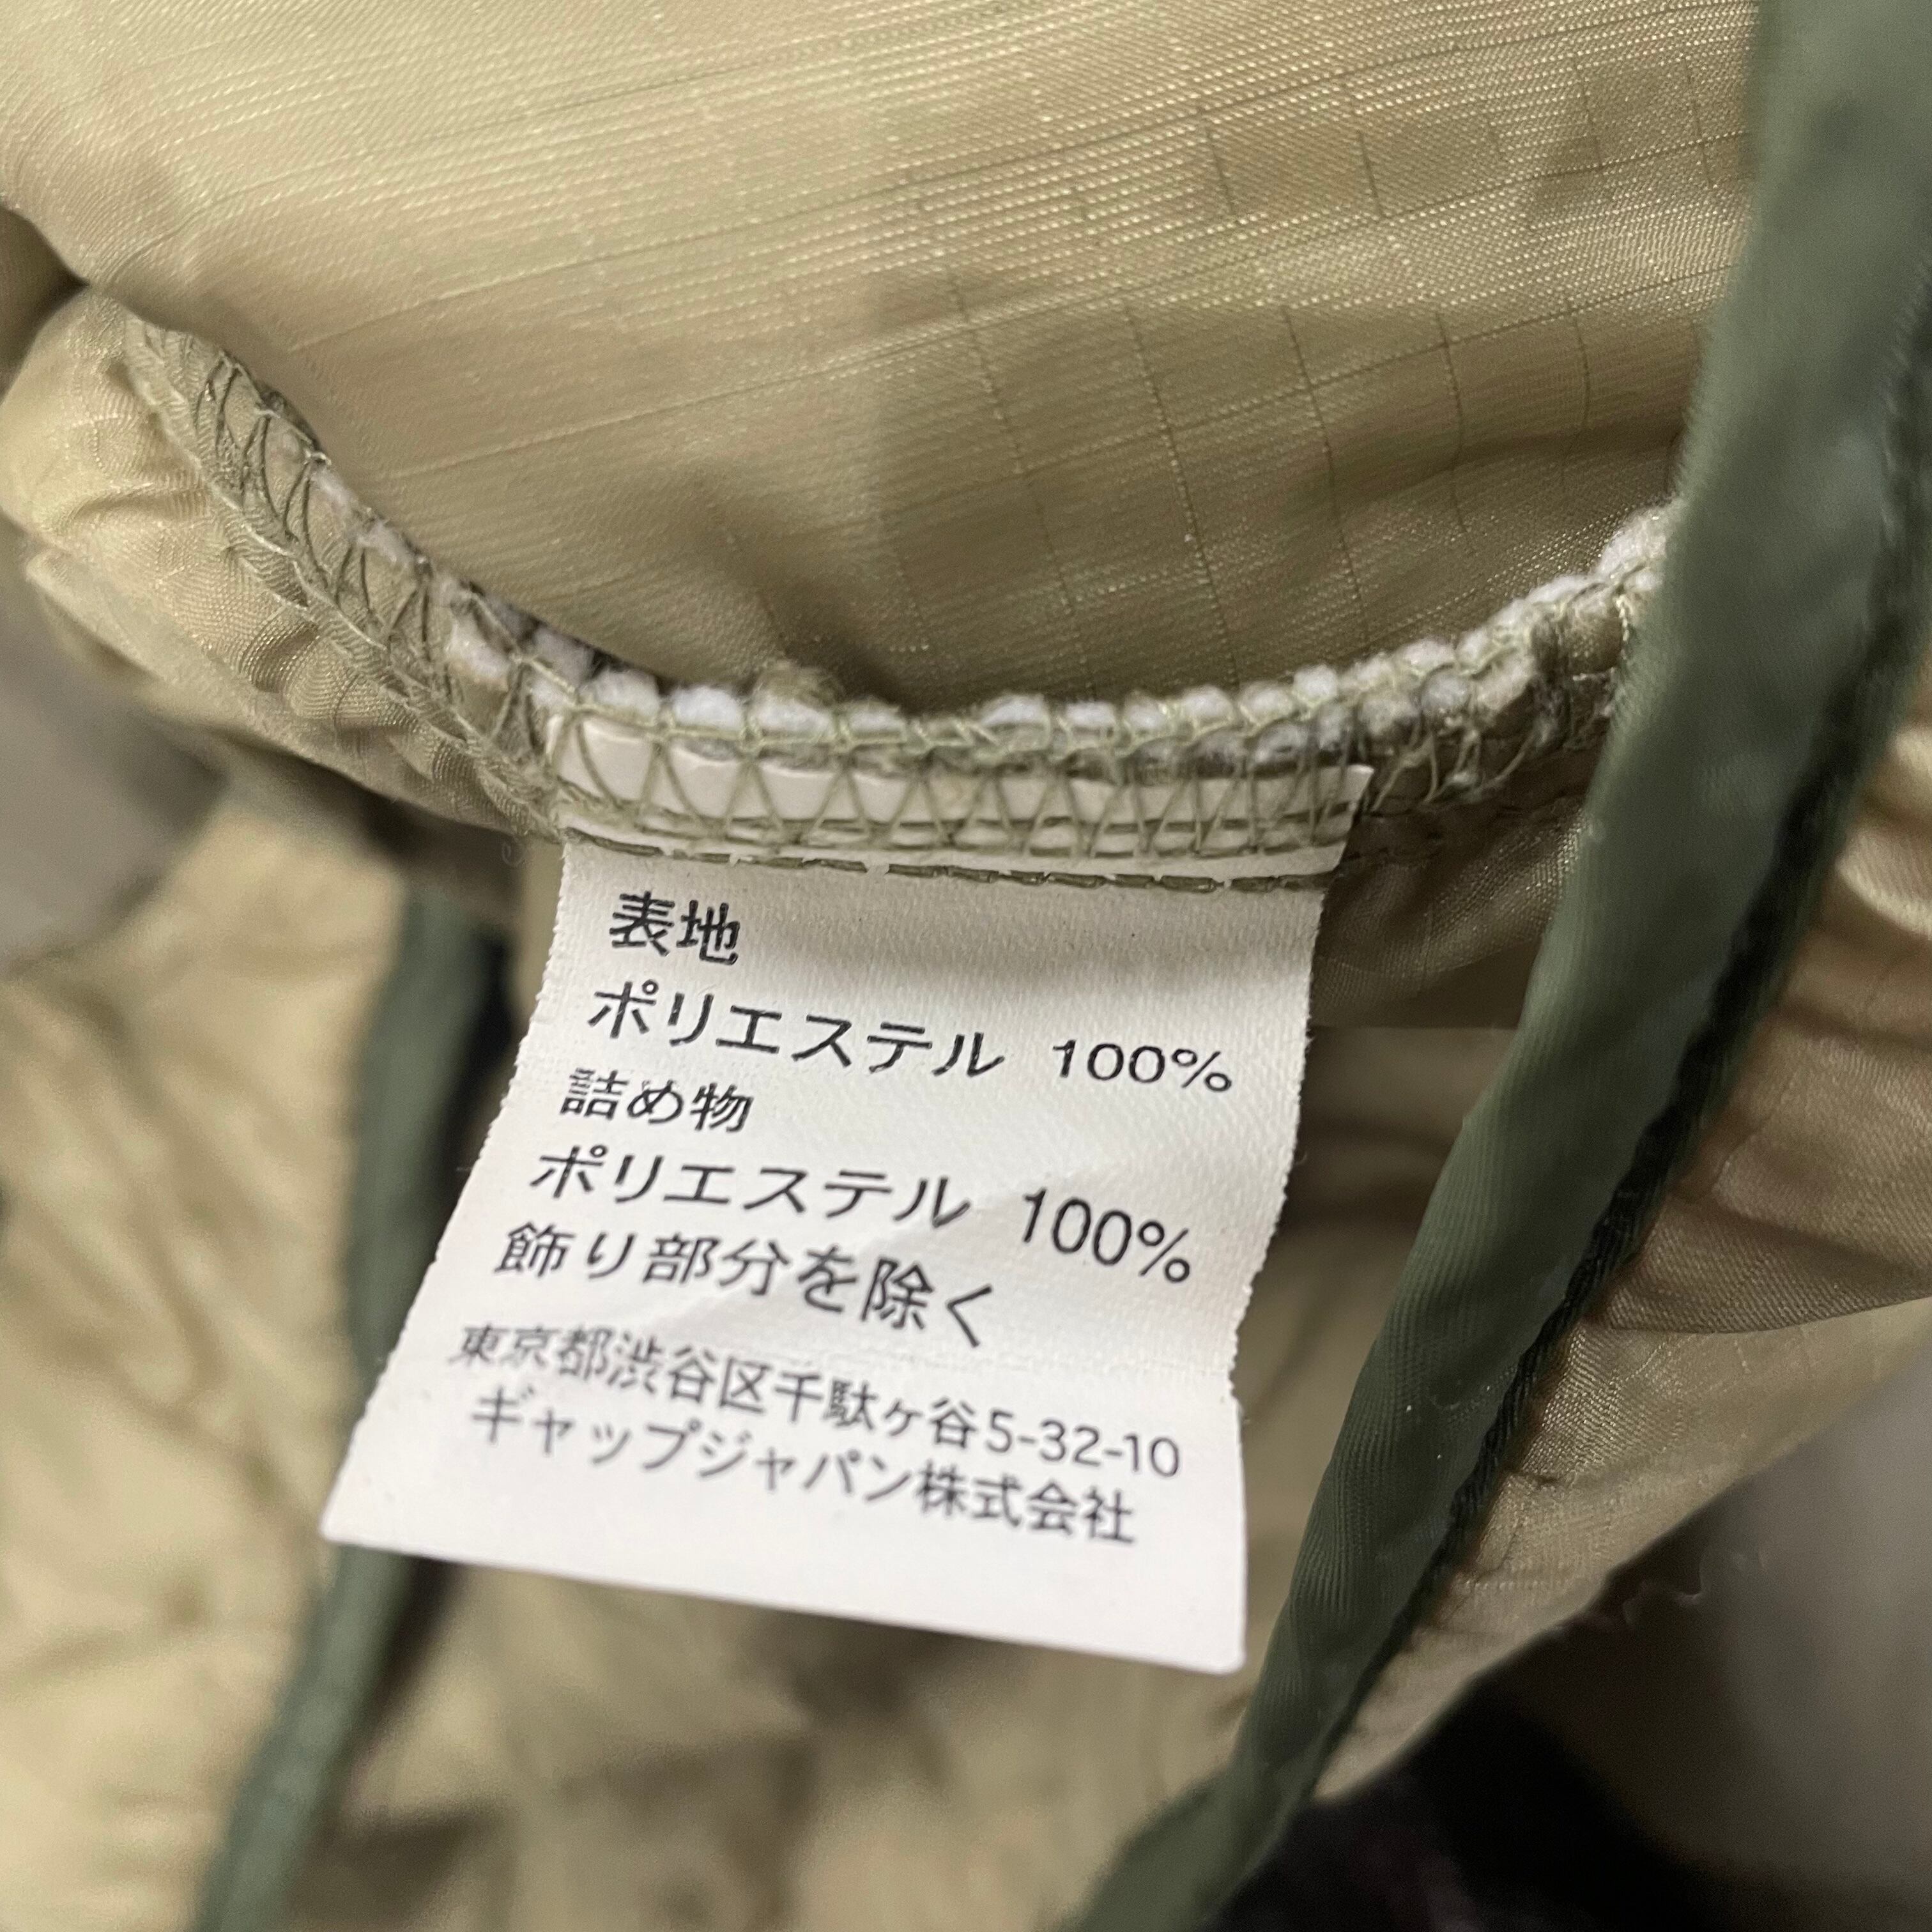 表地
ポリエステル 100%
詰め物
ポリエステル 100%
飾り部分を除く
東京都渋谷区千駄ヶ谷5-32-10
ギャップジャパン株式会社